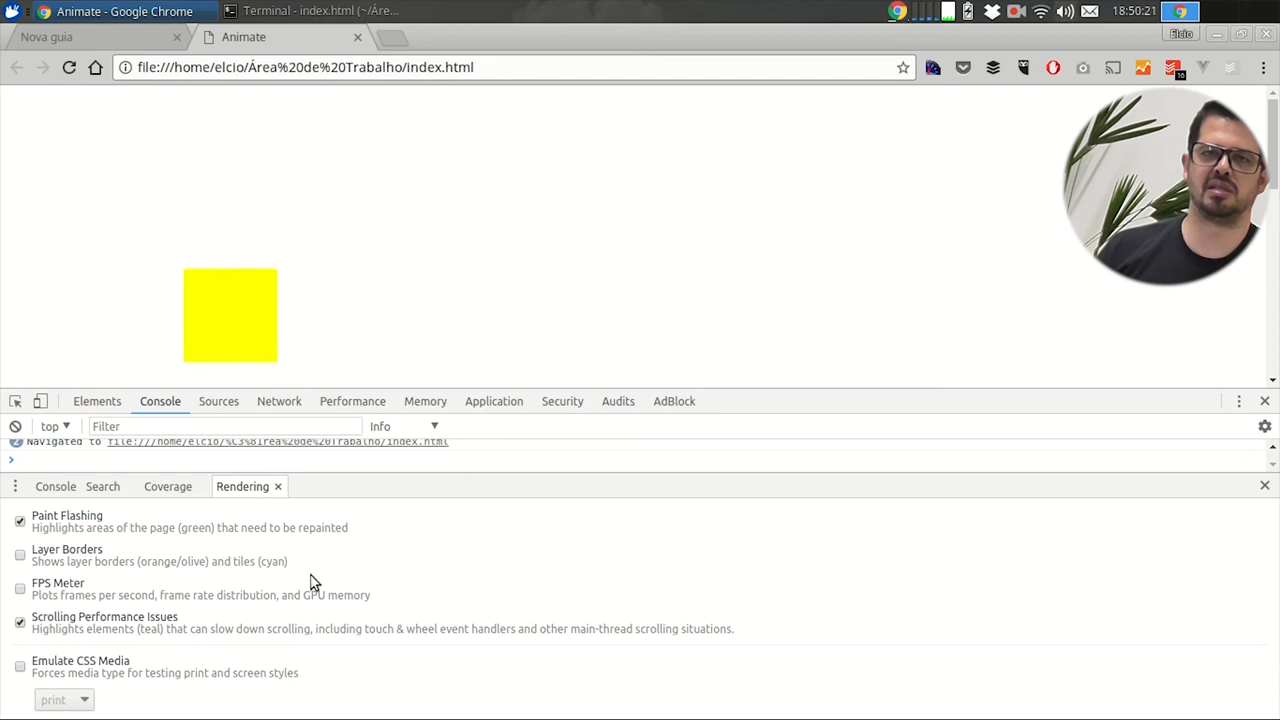 Animate - Google Chrome
Terminal - index.html (~/Áre...
18:50:21
Nova guia
Animate
Elcio
file:///home/elcio/Área%20de%20Trabalho/index.html
16
Elements Console Sources Network Performance Memory Application Security Audits AdBlock
top Filter Info
2 Navigated to file:///home/elcio/%C3%81rea%20de%20Trabalho/index.html
Console Search Coverage Rendering
Paint Flashing
Highlights areas of the page (green) that need to be repainted
Layer Borders
Shows layer borders (orange/olive) and tiles (cyan)
FPS Meter
Plots frames per second, frame rate distribution, and GPU memory
Scrolling Performance Issues
Highlights elements (teal) that can slow down scrolling, including touch & wheel event handlers and other main-thread scrolling situations.
Emulate CSS Media
Forces media type for testing print and screen styles
print